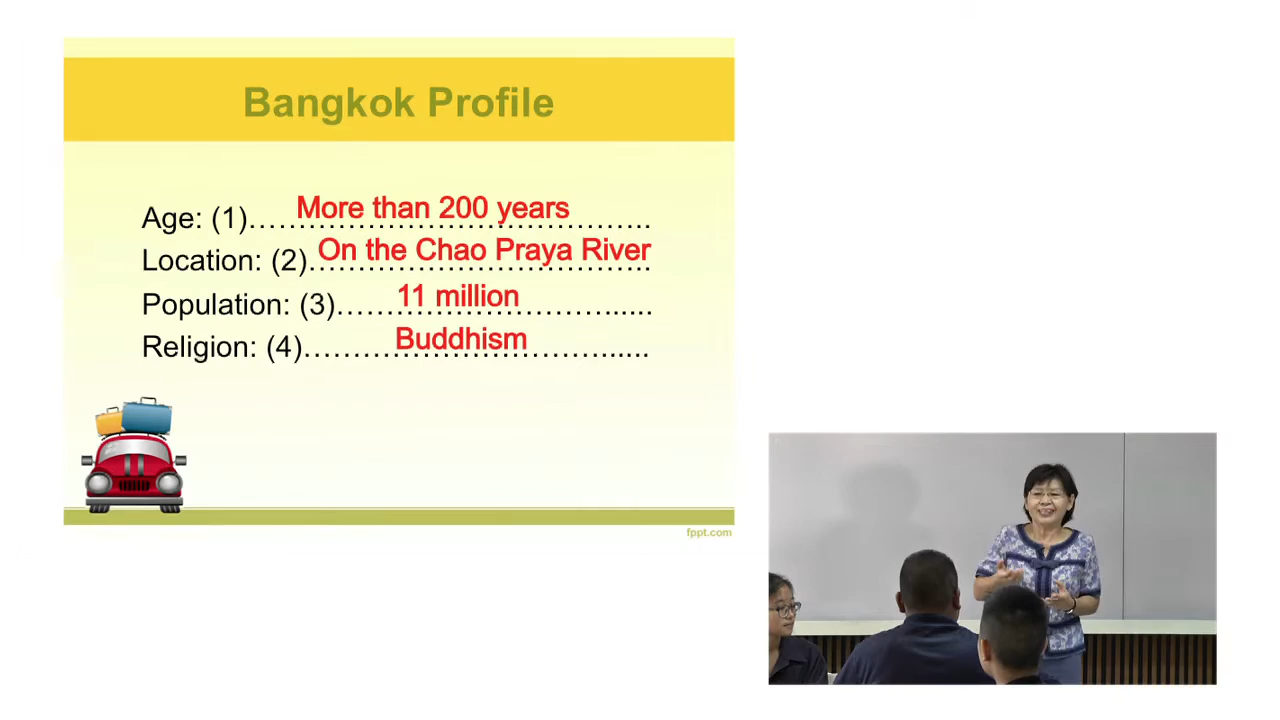 Bangkok Profile
Age: (1)……………………………………….. More than 200 years
Location: (2)………………………………….. On the Chao Praya River
Population: (3)…………………………...... 11 million
Religion: (4)………………………………...... Buddhism
fppt.com